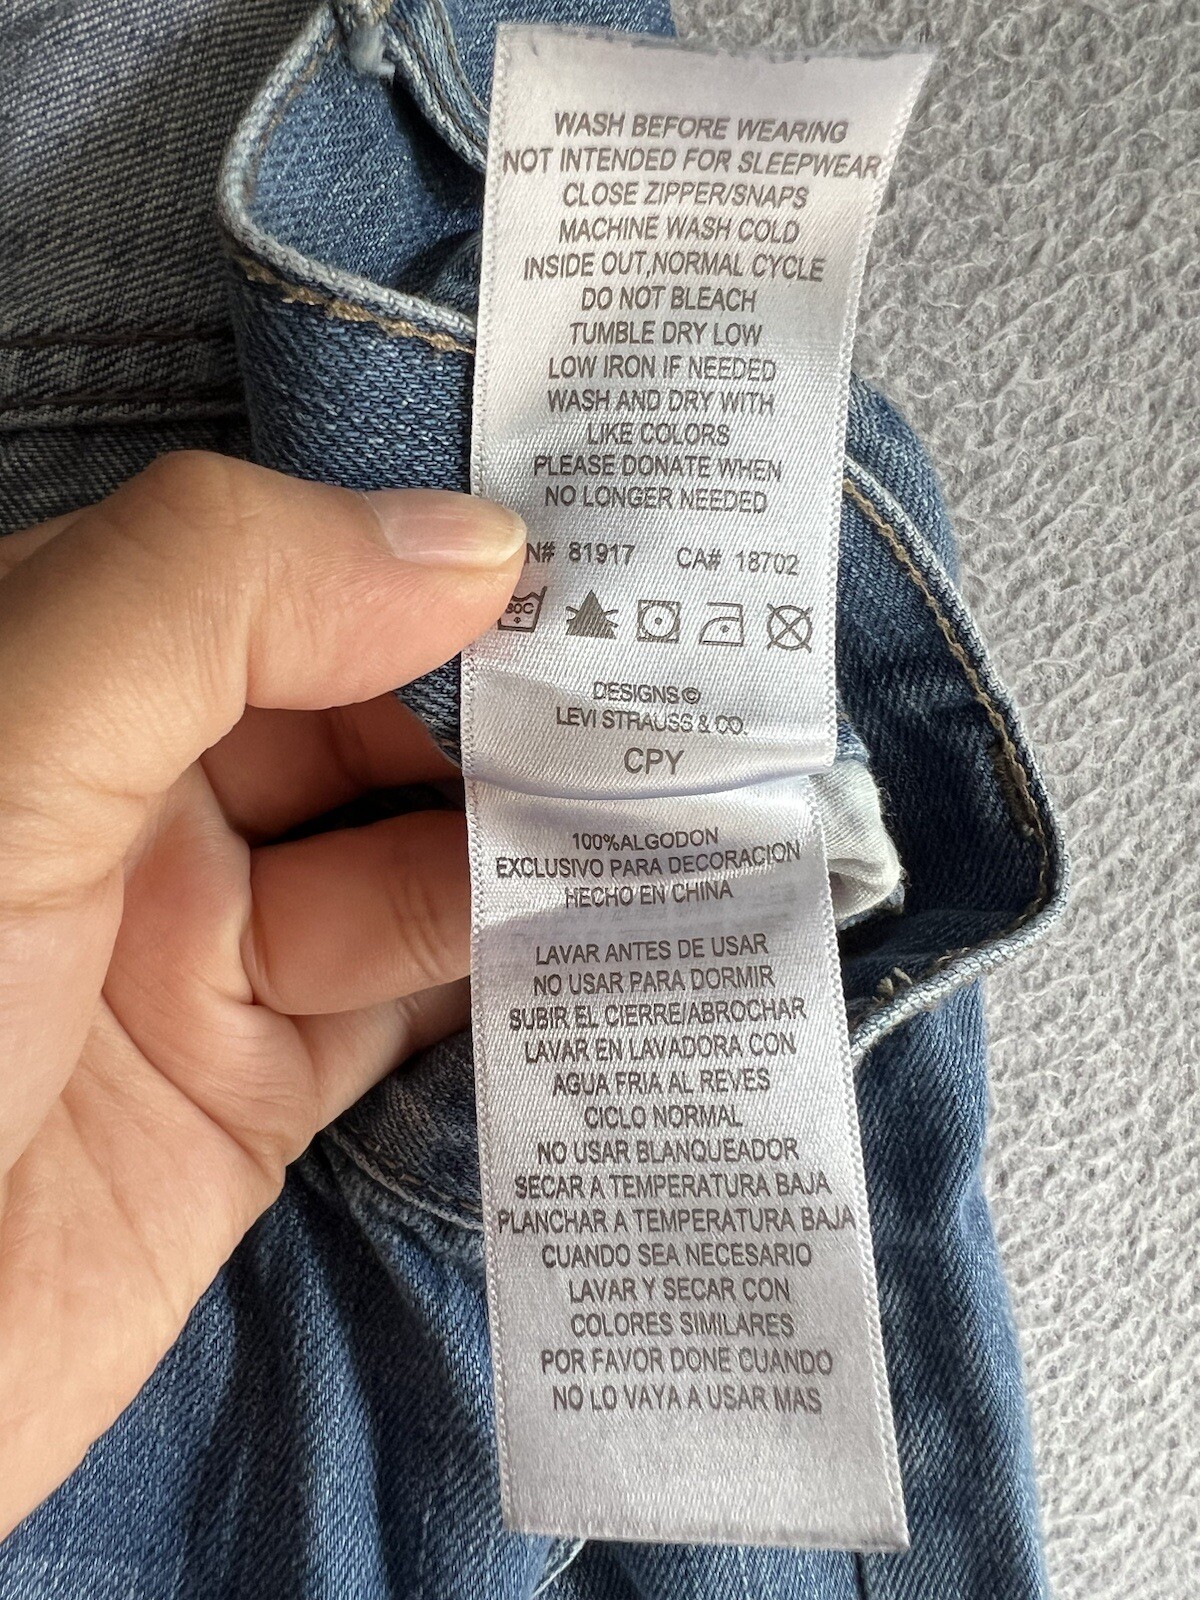 WASH BEFORE WEARING
NOT INTENDED FOR SLEEPWEAR
CLOSE ZIPPER/SNAPS
MACHINE WASH COLD
INSIDE OUT,NORMAL CYCLE
DO NOT BLEACH
TUMBLE DRY LOW
LOW IRON IF NEEDED
WASH AND DRY WITH
LIKE COLORS
PLEASE DONATE WHEN
NO LONGER NEEDED
N# 81917 CA# 18702
30C
DESIGNS©
LEVI STRAUSS & CO.
CPY
100%ALGODON
EXCLUSIVO PARA DECORACION
HECHO EN CHINA
LAVAR ANTES DE USAR
NO USAR PARA DORMIR
SUBIR EL CIERRE/ABROCHAR
LAVAR EN LAVADORA CON
AGUA FRIA AL REVES
CICLO NORMAL
NO USAR BLANQUEADOR
SECAR A TEMPERATURA BAJA
PLANCHAR A TEMPERATURA BAJA
CUANDO SEA NECESARIO
LAVAR Y SECAR CON
COLORES SIMILARES
POR FAVOR DONE CUANDO
NO LO VAYA A USAR MAS